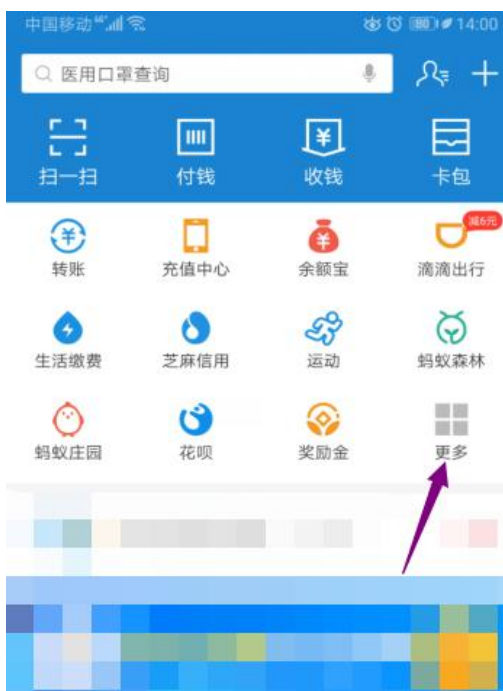 中国移动 46 14:00
医用口罩查询
扫一扫 付钱 收钱 卡包
减6元
转账 充值中心 余额宝 滴滴出行
生活缴费 芝麻信用 运动 蚂蚁森林
蚂蚁庄园 花呗 奖励金 更多